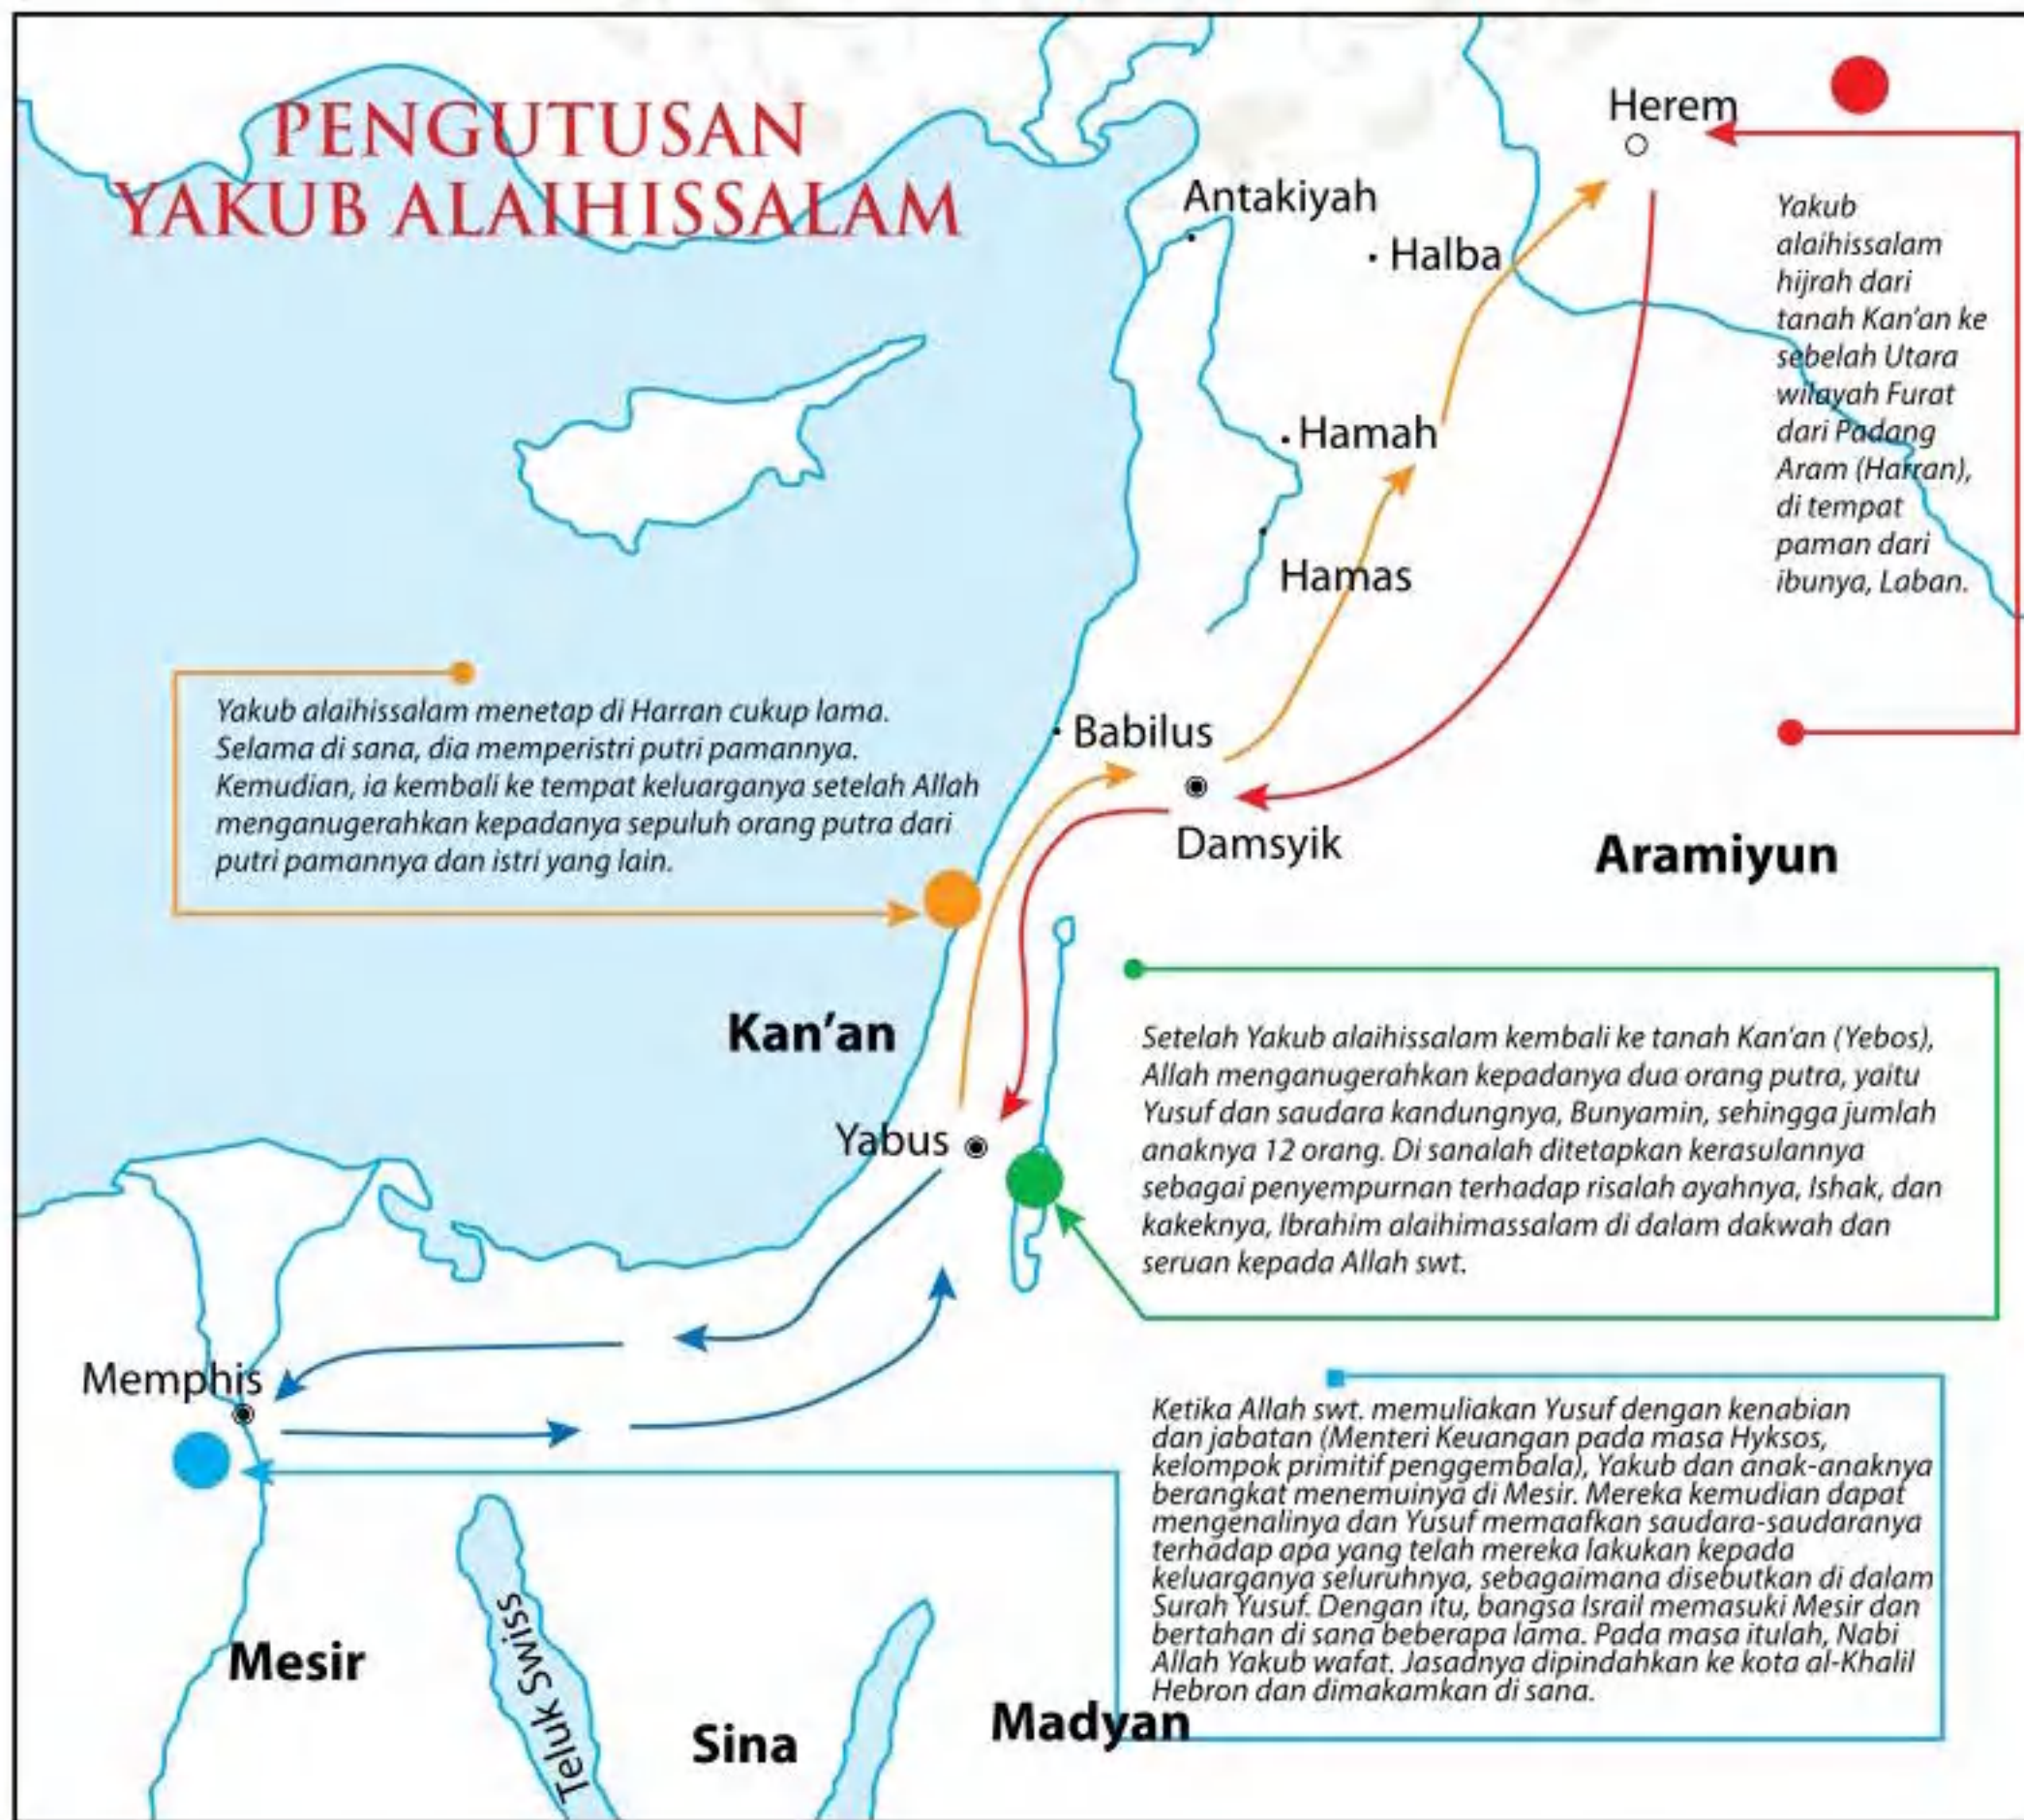 PENGUTUSAN
YAKUB ALAIHISSALAM
Herem
Antakiyah
Halba
Yakub
alaihissalam
hijrah dari
tanah Kan'an ke
sebelah Utara
wilayah Furat
dari Padang
Aram (Harran),
di tempat
paman dari
ibunya, Laban.
Hamah
Hamas
Yakub alaihissalam menetap di Harran cukup lama.
Selama di sana, dia memperistri putri pamannya.
Kemudian, ia kembali ke tempat keluarganya setelah Allah
menganugerahkan kepadanya sepuluh orang putra dari
putri pamannya dan istri yang lain.
Babilus
Damsyik
Aramiyun
Kan'an
Setelah Yakub alaihissalam kembali ke tanah Kan'an (Yebos),
Allah menganugerahkan kepadanya dua orang putra, yaitu
Yusuf dan saudara kandungnya, Bunyamin, sehingga jumlah
anaknya 12 orang. Di sanalah ditetapkan kerasulannya
sebagai penyempurnan terhadap risalah ayahnya, Ishak, dan
kakeknya, Ibrahim alaihimassalam di dalam dakwah dan
seruan kepada Allah swt.
Yabus
Memphis
Ketika Allah swt. memuliakan Yusuf dengan kenabian
dan jabatan (Menteri Keuangan pada masa Hyksos,
kelompok primitif penggembala), Yakub dan anak-anaknya
berangkat menemuinya di Mesir. Mereka kemudian dapat
mengenalinya dan Yusuf memaafkan saudara-saudaranya
terhadap apa yang telah mereka lakukan kepada
keluarganya seluruhnya, sebagaimana disebutkan di dalam
Surah Yusuf. Dengan itu, bangsa Israil memasuki Mesir dan
bertahan di sana beberapa lama. Pada masa itulah, Nabi
Allah Yakub wafat. Jasadnya dipindahkan ke kota al-Khalil
Hebron dan dimakamkan di sana.
Mesir
Teluk Swiss
Sina
Madyan